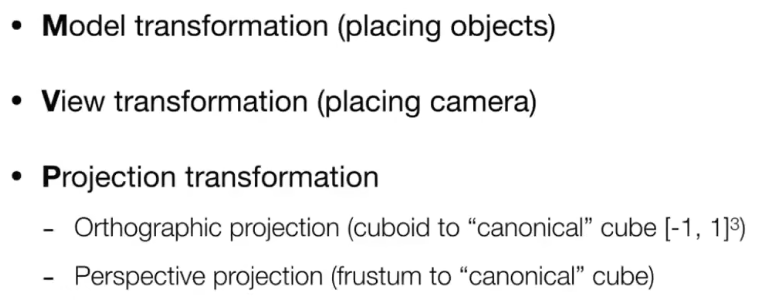 • Model transformation (placing objects)
• View transformation (placing camera)
• Projection transformation
- Orthographic projection (cuboid to “canonical” cube [-1, 1]³)
- Perspective projection (frustum to “canonical” cube)